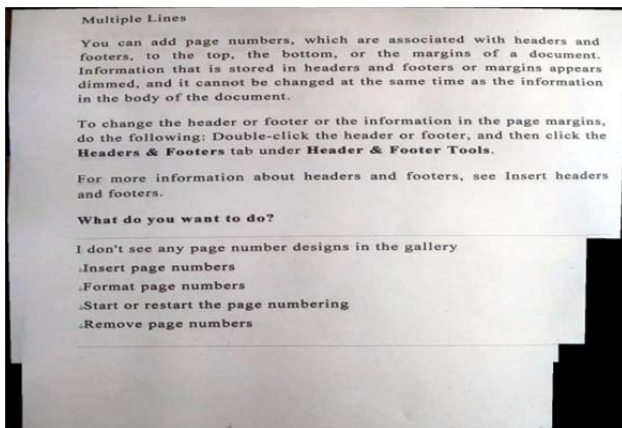 Multiple Lines
You can add page numbers, which are associated with headers and
footers, to the top, the bottom, or the margins of a document.
Information that is stored in headers and footers or margins appears
dimmed, and it cannot be changed at the same time as the information
in the body of the document.
To change the header or footer or the information in the page margins,
do the following: Double-click the header or footer, and then click the
Headers & Footers tab under Header & Footer Tools.
For more information about headers and footers, see Insert headers
and footers.
What do you want to do?
I don't see any page number designs in the gallery
Insert page numbers
Format page numbers
Start or restart the page numbering
Remove page numbers